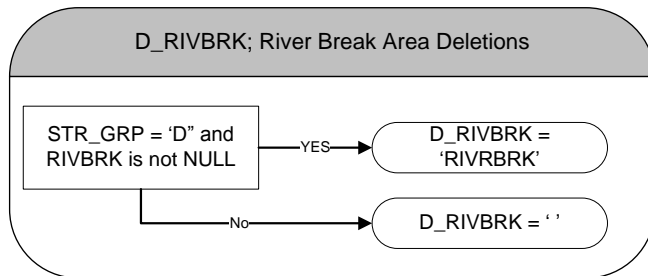 D_RIVBRK; River Break Area Deletions
STR_GRP = ‘D” and
RIVBRK is not NULL
YES
D_RIVBRK =
‘RIVRBRK’
No
D_RIVBRK = ‘ ’